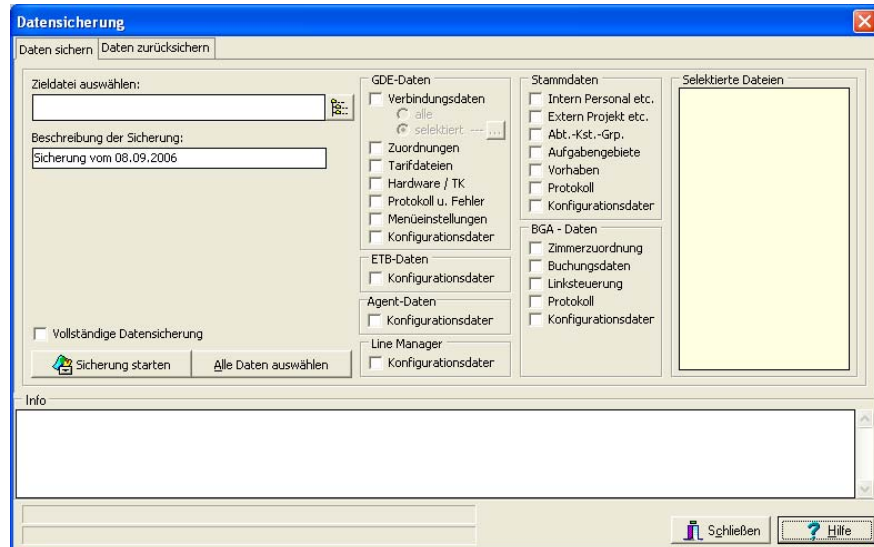 Datensicherung
Daten sichern
Daten zurücksichern
Zieldatei auswählen:
Beschreibung der Sicherung:
Sicherung vom 08.09.2006
Vollständige Datensicherung
Sicherung starten
Alle Daten auswählen
GDE-Daten
Verbindungsdaten
alle
selektiert --- ...
Zuordnungen
Tarifdateien
Hardware / TK
Protokoll u. Fehler
Menüeinstellungen
Konfigurationsdater
ETB-Daten
Konfigurationsdater
Agent-Daten
Konfigurationsdater
Line Manager
Konfigurationsdater
Stammdaten
Intern Personal etc.
Extern Projekt etc.
Abt.-Kst.-Grp.
Aufgabengebiete
Vorhaben
Protokoll
Konfigurationsdater
BGA - Daten
Zimmerzuordnung
Buchungsdaten
Linksteuerung
Protokoll
Konfigurationsdater
Selektierte Dateien
Info
Schließen
? Hilfe